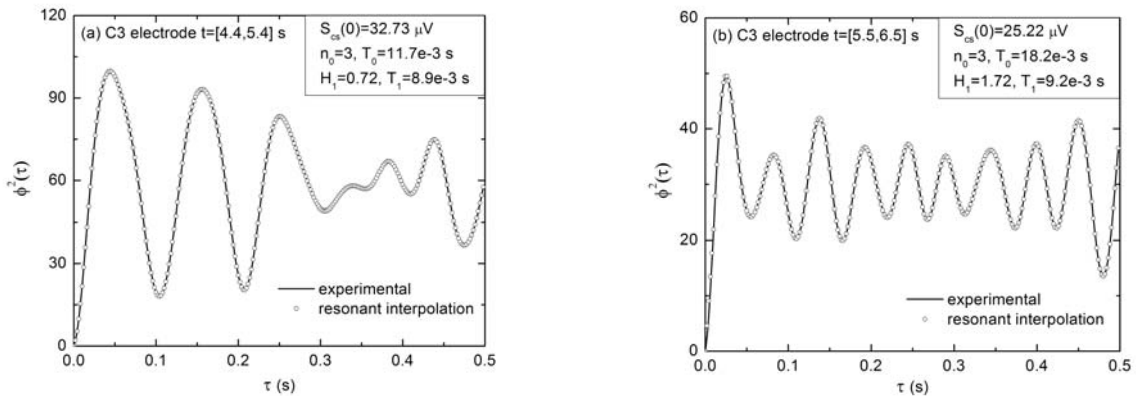 (a) C3 electrode t=[4.4,5.4] s
S_cs(0)=32.73 μV
n_0=3, T_0=11.7e-3 s
H_1=0.72, T_1=8.9e-3 s
120
90
60
30
0
ϕ²(τ)
experimental
resonant interpolation
0.0 0.1 0.2 0.3 0.4 0.5
τ (s)
(b) C3 electrode t=[5.5,6.5] s
S_cs(0)=25.22 μV
n_0=3, T_0=18.2e-3 s
H_1=1.72, T_1=9.2e-3 s
60
40
20
0
ϕ²(τ)
experimental
resonant interpolation
0.0 0.1 0.2 0.3 0.4 0.5
τ (s)